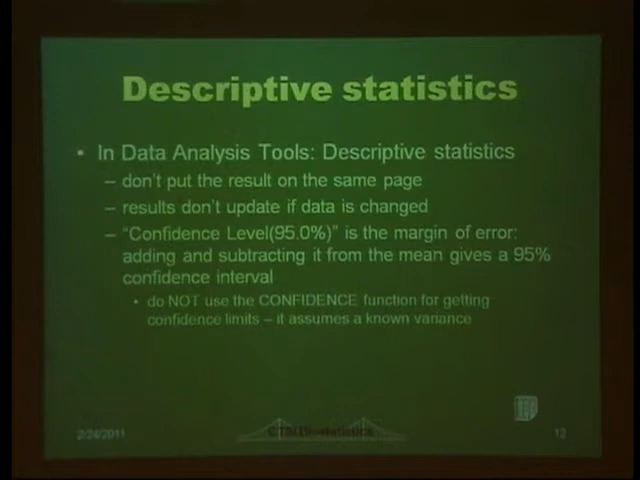 Descriptive statistics
• In Data Analysis Tools: Descriptive statistics
– don't put the result on the same page
– results don't update if data is changed
– "Confidence Level(95.0%)" is the margin of error:
adding and subtracting it from the mean gives a 95%
confidence interval
• do NOT use the CONFIDENCE function for getting
confidence limits – it assumes a known variance
2/24/2011
CTSI Biostatistics
12